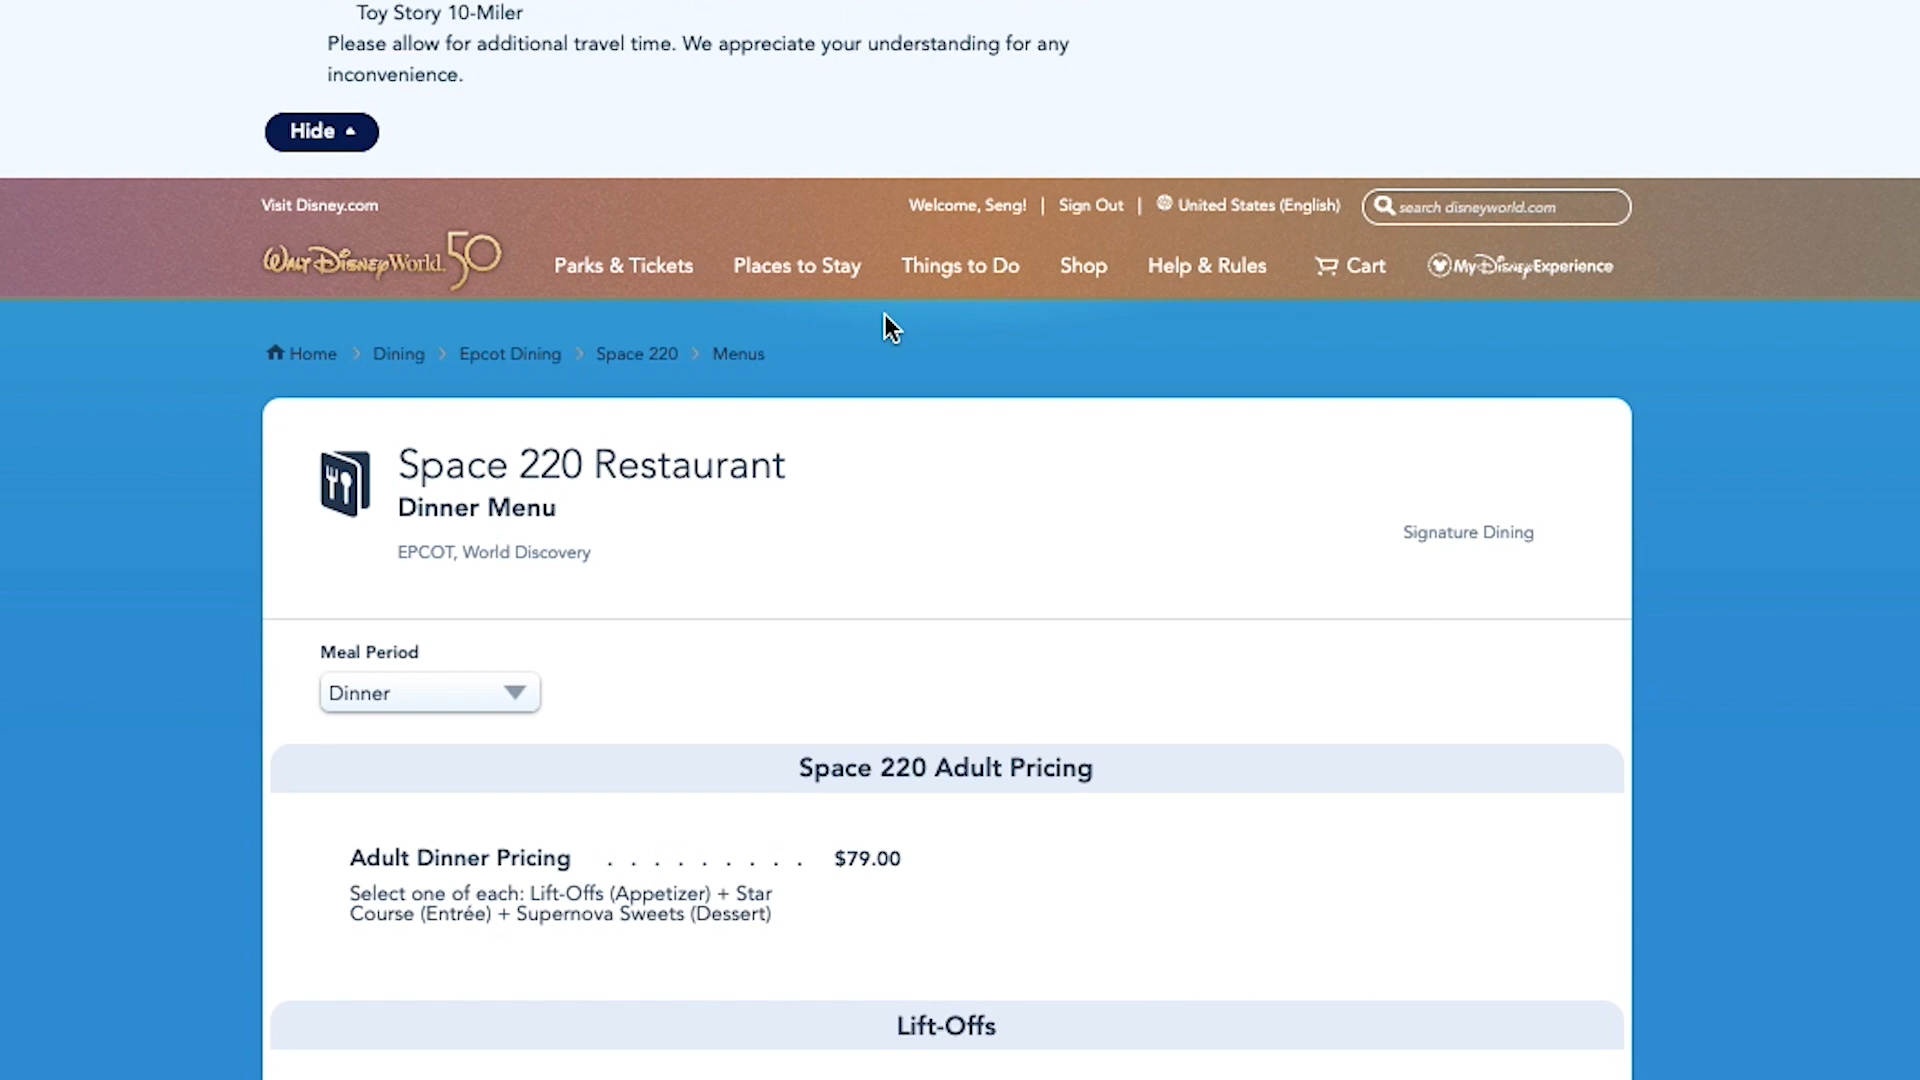 Toy Story 10-Miler
Please allow for additional travel time. We appreciate your understanding for any
inconvenience.
Hide
Visit Disney.com
Welcome, Seng! | Sign Out | United States (English)
search disneyworld.com
Walt Disney World 50
Parks & Tickets
Places to Stay
Things to Do
Shop
Help & Rules
Cart
My Disney Experience
Home > Dining > Epcot Dining > Space 220 > Menus
Space 220 Restaurant
Dinner Menu
EPCOT, World Discovery
Signature Dining
Meal Period
Dinner
Space 220 Adult Pricing
Adult Dinner Pricing . . . . . . . . . $79.00
Select one of each: Lift-Offs (Appetizer) + Star
Course (Entrée) + Supernova Sweets (Dessert)
Lift-Offs